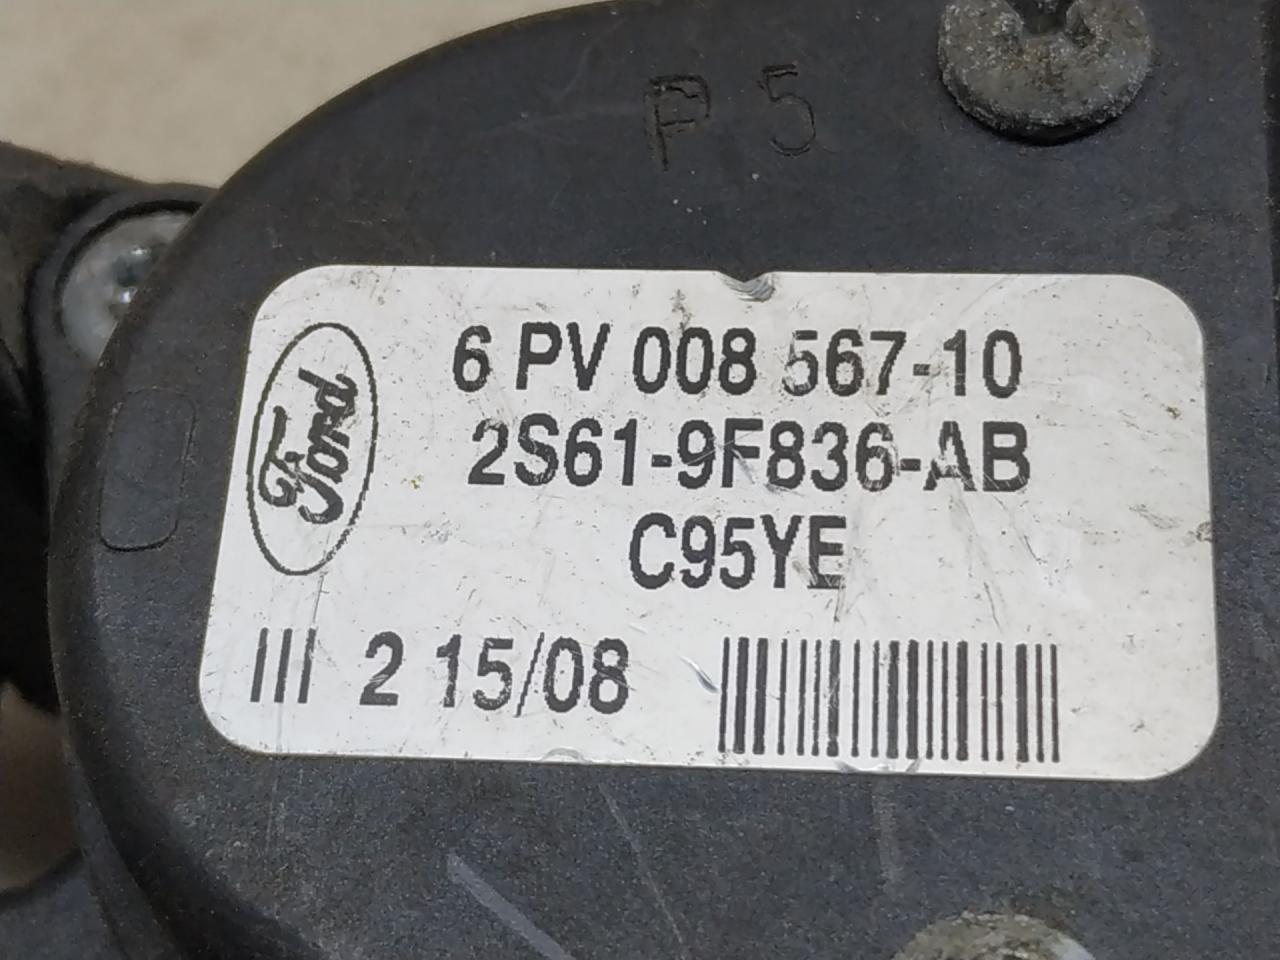 P 5
6 PV 008 567-10
Ford
2S61-9F836-AB
C95YE
2 15/08